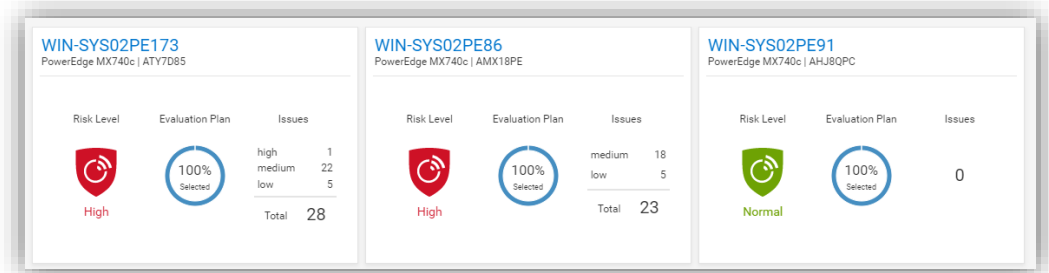 WIN-SYS02PE173
PowerEdge MX740c | ATY7D85
Risk Level
Evaluation Plan
Issues
high 1
medium 22
low 5
100%
Selected
High
Total 28
WIN-SYS02PE86
PowerEdge MX740c | AMX18PE
Risk Level
Evaluation Plan
Issues
medium 18
low 5
100%
Selected
High
Total 23
WIN-SYS02PE91
PowerEdge MX740c | AHJ8QPC
Risk Level
Evaluation Plan
Issues
100%
Selected
0
Normal